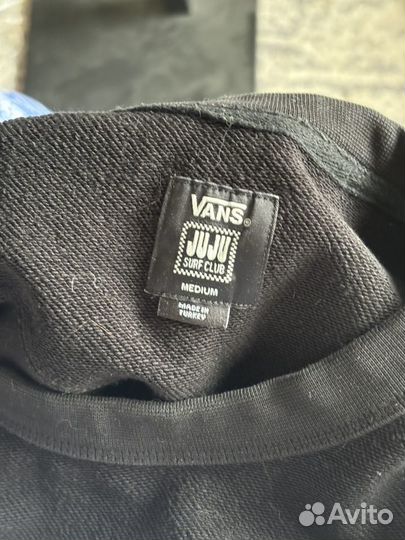 VANS®
JUJU
SURF CLUB
MEDIUM
MADE IN
TURKEY
Avito